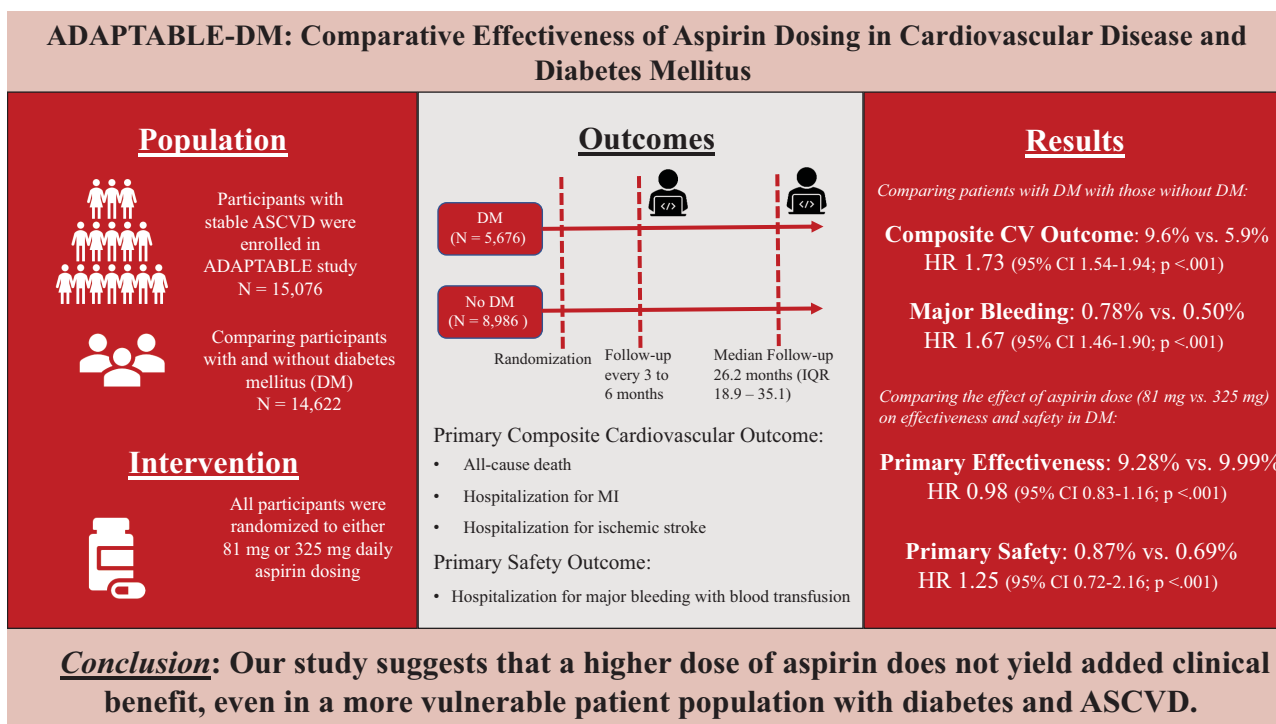 ADAPTABLE-DM: Comparative Effectiveness of Aspirin Dosing in Cardiovascular Disease and
Diabetes Mellitus
Population
Participants with
stable ASCVD were
enrolled in
ADAPTABLE study
N = 15,076
Comparing participants
with and without diabetes
mellitus (DM)
N = 14,622
Intervention
All participants were
randomized to either
81 mg or 325 mg daily
aspirin dosing
Outcomes
</>
</>
DM
(N = 5,676)
No DM
(N = 8,986 )
Randomization
Follow-up
every 3 to
6 months
Median Follow-up
26.2 months (IQR
18.9 – 35.1)
Primary Composite Cardiovascular Outcome:
• All-cause death
• Hospitalization for MI
• Hospitalization for ischemic stroke
Primary Safety Outcome:
• Hospitalization for major bleeding with blood transfusion
Results
Comparing patients with DM with those without DM:
Composite CV Outcome: 9.6% vs. 5.9%
HR 1.73 (95% CI 1.54-1.94; p <.001)
Major Bleeding: 0.78% vs. 0.50%
HR 1.67 (95% CI 1.46-1.90; p <.001)
Comparing the effect of aspirin dose (81 mg vs. 325 mg)
on effectiveness and safety in DM:
Primary Effectiveness: 9.28% vs. 9.99%
HR 0.98 (95% CI 0.83-1.16; p <.001)
Primary Safety: 0.87% vs. 0.69%
HR 1.25 (95% CI 0.72-2.16; p <.001)
Conclusion: Our study suggests that a higher dose of aspirin does not yield added clinical
benefit, even in a more vulnerable patient population with diabetes and ASCVD.